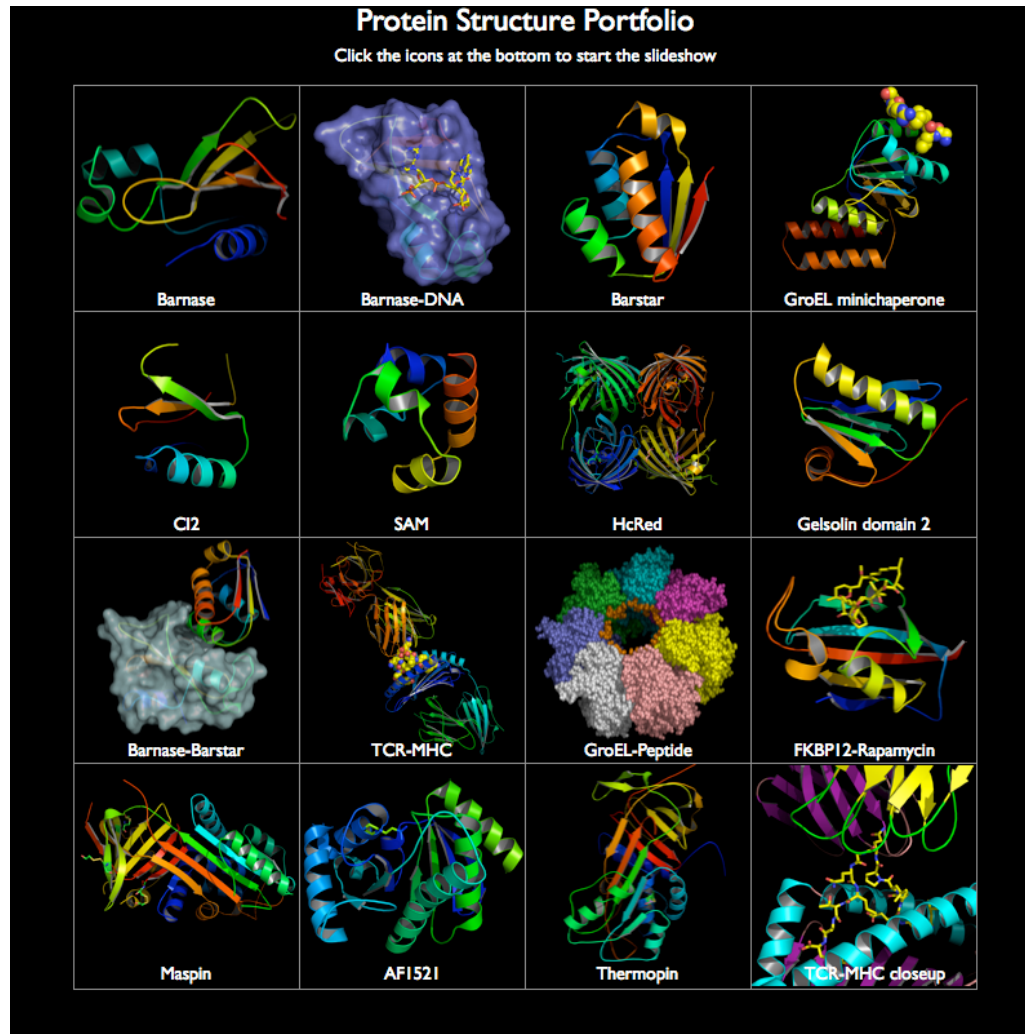 Protein Structure Portfolio
Click the icons at the bottom to start the slideshow
Barnase
Barnase-DNA
Barstar
GroEL minichaperone
CI2
SAM
HcRed
Gelsolin domain 2
Barnase-Barstar
TCR-MHC
GroEL-Peptide
FKBP12-Rapamycin
Maspin
AF1521
Thermopin
TCR-MHC closeup